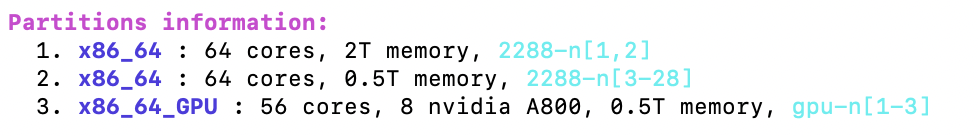 Partitions information:
1. x86_64 : 64 cores, 2T memory, 2288-n[1,2]
2. x86_64 : 64 cores, 0.5T memory, 2288-n[3-28]
3. x86_64_GPU : 56 cores, 8 nvidia A800, 0.5T memory, gpu-n[1-3]